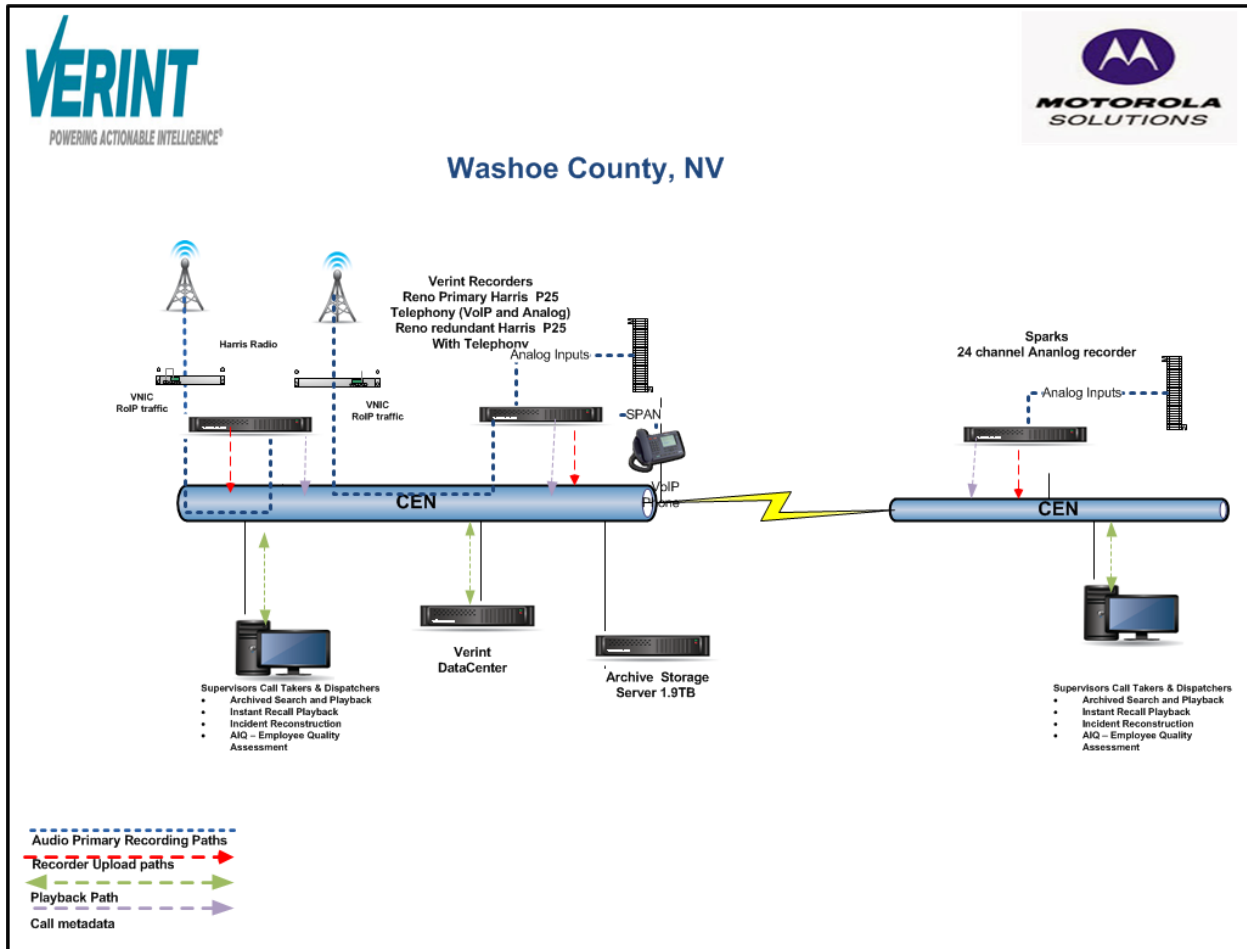 VERINT
POWERING ACTIONABLE INTELLIGENCE®
MOTOROLA
SOLUTIONS
Washoe County, NV
Verint Recorders
Reno Primary Harris P25
Telephony (VoIP and Analog)
Reno redundant Harris P25
With Telephony
Analog Inputs
Harris Radio
VNIC
RoIP traffic
VNIC
RoIP traffic
SPAN
VoIP
Phone
CEN
Sparks
24 channel Ananlog recorder
Analog Inputs
CEN
Verint
DataCenter
Archive Storage
Server 1.9TB
Supervisors Call Takers & Dispatchers
• Archived Search and Playback
• Instant Recall Playback
• Incident Reconstruction
• AIQ – Employee Quality
Assessment
Supervisors Call Takers & Dispatchers
• Archived Search and Playback
• Instant Recall Playback
• Incident Reconstruction
• AIQ – Employee Quality
Assessment
Audio Primary Recording Paths
Recorder Upload paths
Playback Path
Call metadata